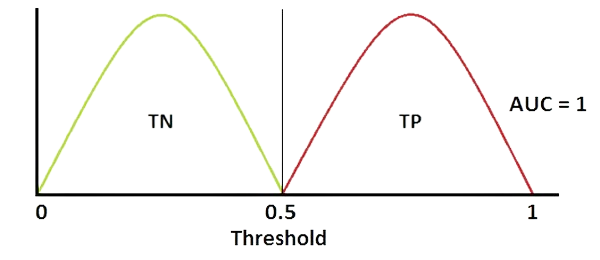 TN
TP
AUC = 1
0
0.5
1
Threshold